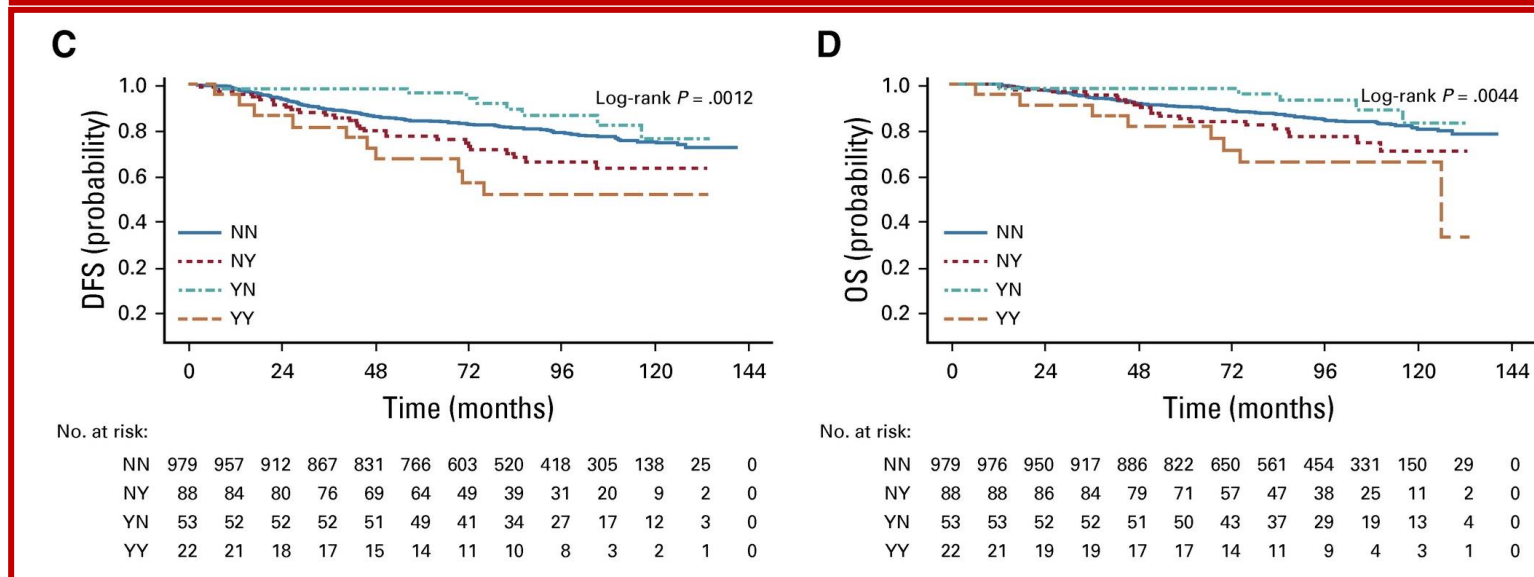 C
DFS (probability)
1.0
0.8
0.6
0.4
0.2
0.2
Log-rank P = .0012
NN
NY
YN
YY
0 24 48 72 96 120 144
Time (months)
No. at risk:
NN 979 957 912 867 831 766 603 520 418 305 138 25 0
NY 88 84 80 76 69 64 49 39 31 20 9 2 0
YN 53 52 52 52 51 49 41 34 27 17 12 3 0
YY 22 21 18 17 15 14 11 10 8 3 2 1 0
D
OS (probability)
1.0
0.8
0.6
0.4
0.2
0.2
Log-rank P = .0044
NN
NY
YN
YY
0 24 48 72 96 120 144
Time (months)
No. at risk:
NN 979 976 950 917 886 822 650 561 454 331 150 29 0
NY 88 88 86 84 79 71 57 47 38 25 11 2 0
YN 53 53 52 52 51 50 43 37 29 19 13 4 0
YY 22 21 19 19 17 17 14 11 9 4 3 1 0